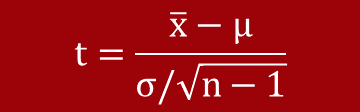 t = (x̄ − μ) / (σ/√(n − 1))